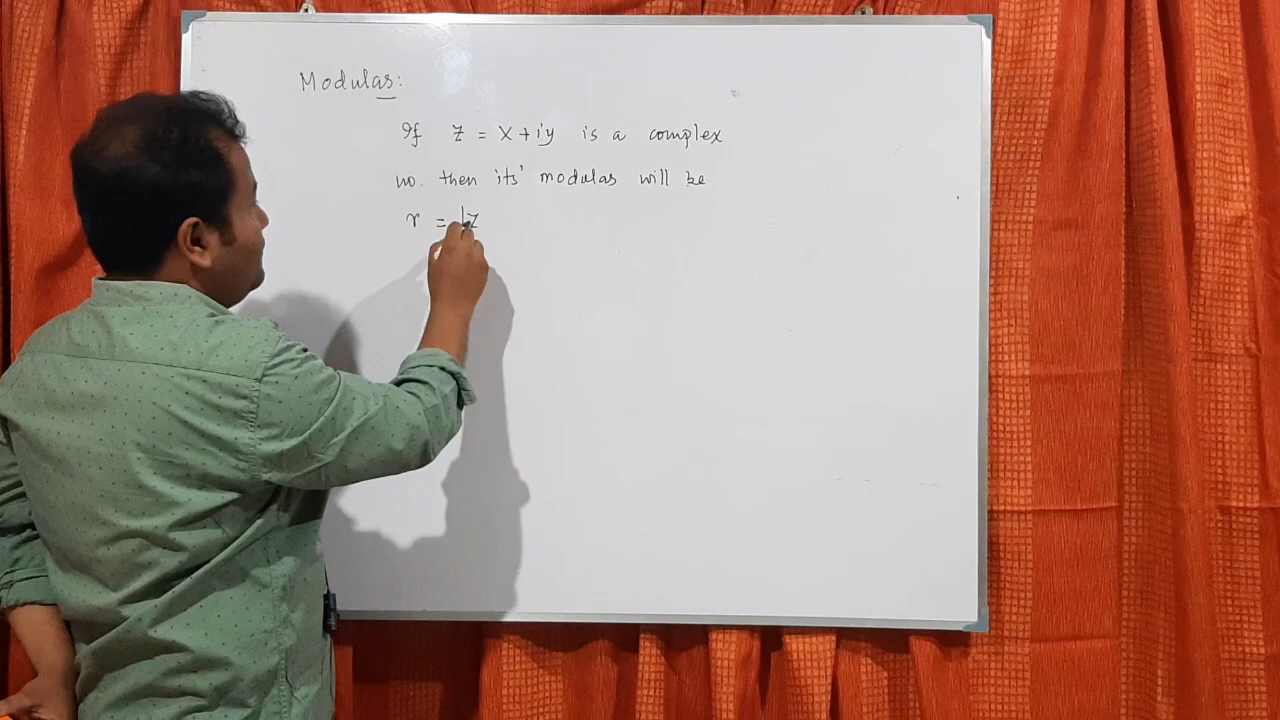 Modulas:
If z = x+iy is a complex
no. then its' modulas will be
r = |z